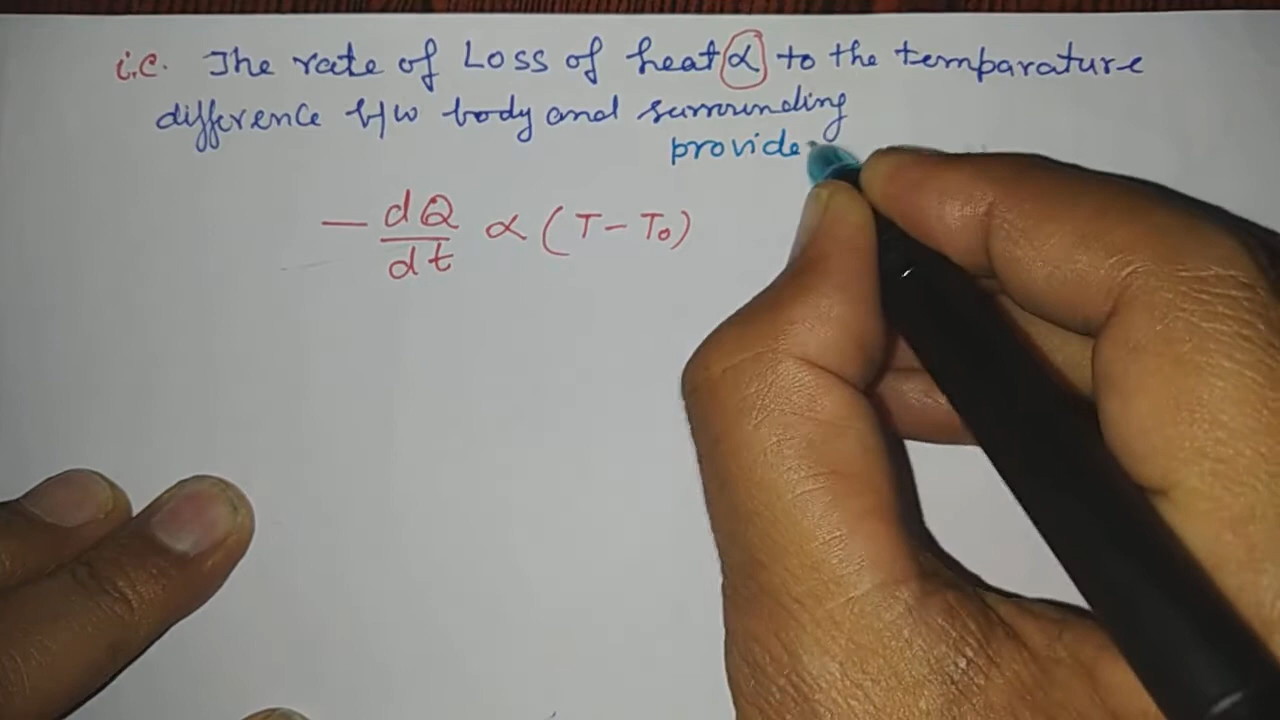 i.e. The rate of Loss of heat ∝ to the temparature
difference b/w body and surrounding
provide
- dQ/dt ∝ (T - T₀)